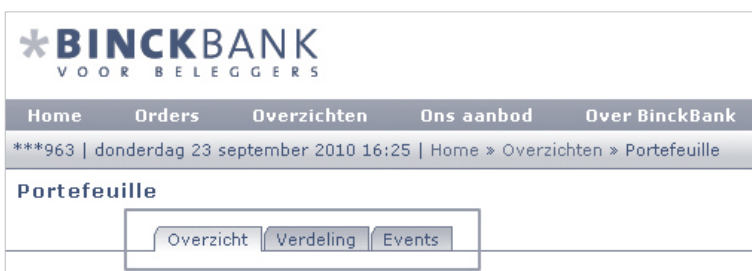 *BINCKBANK
VOOR BELEGGERS
Home Orders Overzichten Ons aanbod Over BinckBank
***963 | donderdag 23 september 2010 16:25 | Home » Overzichten » Portefeuille
Portefeuille
Overzicht Verdeling Events